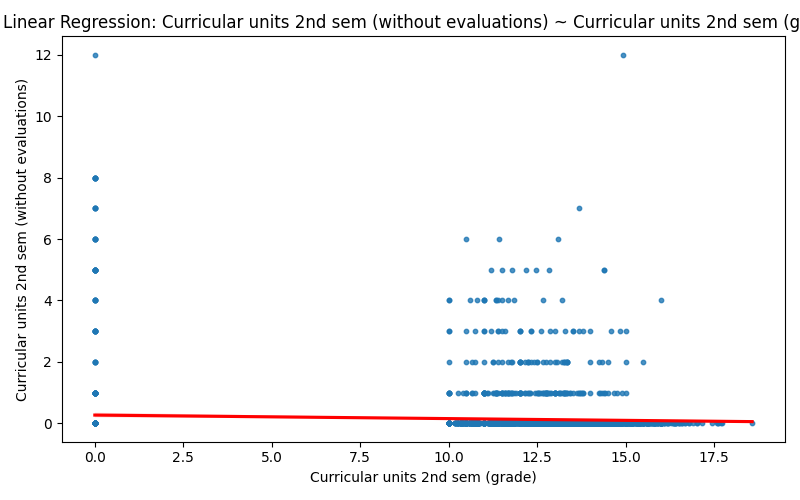 Linear Regression: Curricular units 2nd sem (without evaluations) ~ Curricular units 2nd sem (g
Curricular units 2nd sem (without evaluations)
12
10
8
6
4
2
0
0.0 2.5 5.0 7.5 10.0 12.5 15.0 17.5
Curricular units 2nd sem (grade)